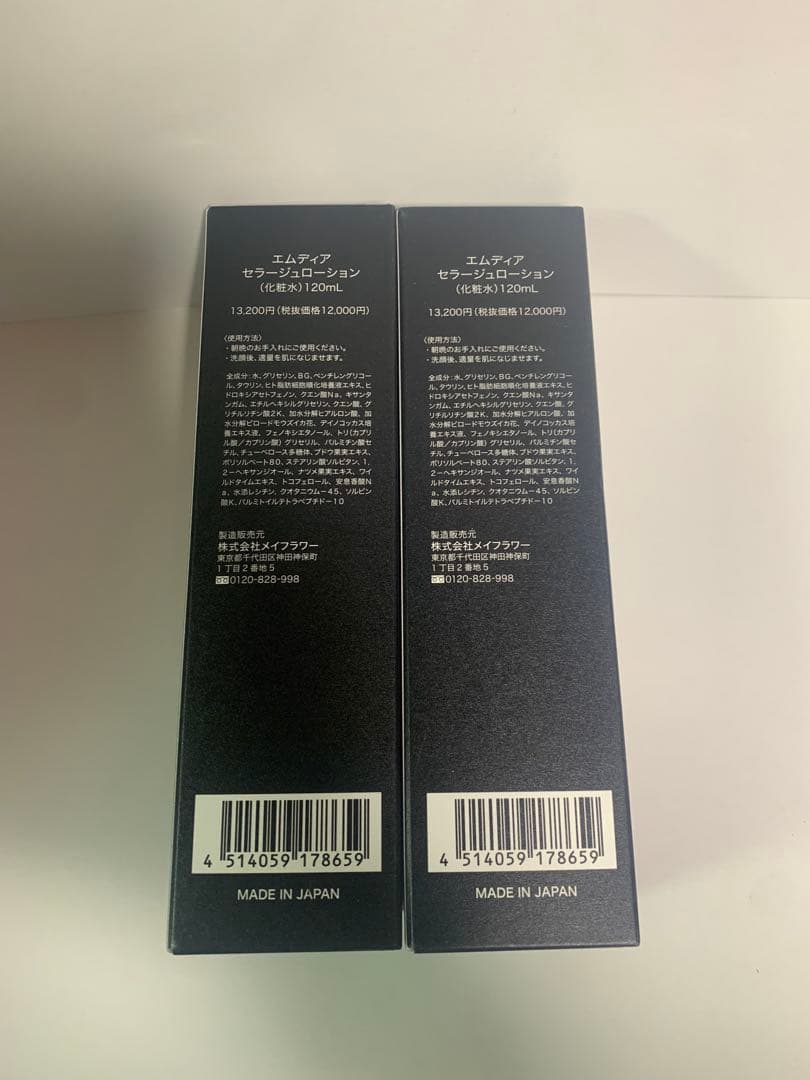 エムディア
セラージュローション
(化粧水)120mL
13,200円(税抜価格12,000円)
〈使用方法〉
・朝晩のお手入れにご使用ください。
・洗顔後、適量を肌になじませます。
全成分:水、グリセリン、BG、ペンチレングリコー
ル、タウリン、ヒト脂肪細胞順化培養液エキス、ヒ
ドロキシアセトフェノン、クエン酸Na、キサンタ
ンガム、エチルヘキシルグリセリン、クエン酸、グ
リチルリチン酸2K、加水分解ヒアルロン酸、加
水分解ビロードモウズイカ花、デイノコッカス培
養エキス液、フェノキシエタノール、トリ(カプリ
ル酸/カプリン酸)グリセリル、パルミチン酸セ
チル、チューベロース多糖体、ブドウ果実エキス、
ポリソルベート80、ステアリン酸ソルビタン、1,
2-ヘキサンジオール、ナツメ果実エキス、ワイ
ルドタイムエキス、トコフェロール、安息香酸N
a、水添レシチン、クオタニウム-45、ソルビン
酸K、パルミトイルテトラペプチド-10
製造販売元
株式会社メイフラワー
東京都千代田区神田神保町
1丁目2番地5
0120-828-998
4 514059 178659
MADE IN JAPAN
エムディア
セラージュローション
(化粧水)120mL
13,200円(税抜価格12,000円)
〈使用方法〉
・朝晩のお手入れにご使用ください。
・洗顔後、適量を肌になじませます。
全成分:水、グリセリン、BG、ペンチレングリコー
ル、タウリン、ヒト脂肪細胞順化培養液エキス、ヒ
ドロキシアセトフェノン、クエン酸Na、キサンタ
ンガム、エチルヘキシルグリセリン、クエン酸、グ
リチルリチン酸2K、加水分解ヒアルロン酸、加
水分解ビロードモウズイカ花、デイノコッカス培
養エキス液、フェノキシエタノール、トリ(カプリ
ル酸/カプリン酸)グリセリル、パルミチン酸セ
チル、チューベロース多糖体、ブドウ果実エキス、
ポリソルベート80、ステアリン酸ソルビタン、1,
2-ヘキサンジオール、ナツメ果実エキス、ワイ
ルドタイムエキス、トコフェロール、安息香酸N
a、水添レシチン、クオタニウム-45、ソルビン
酸K、パルミトイルテトラペプチド-10
製造販売元
株式会社メイフラワー
東京都千代田区神田神保町
1丁目2番地5
0120-828-998
4 514059 178659
MADE IN JAPAN